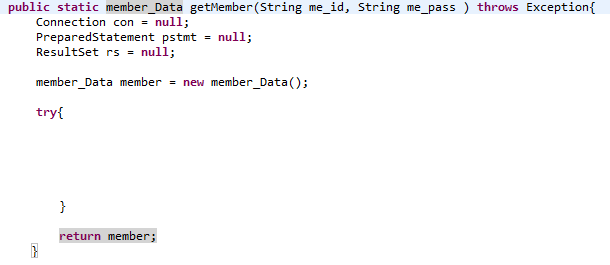 public static member_Data getMember(String me_id, String me_pass ) throws Exception{
Connection con = null;
PreparedStatement pstmt = null;
ResultSet rs = null;
member_Data member = new member_Data();
try{
}
return member;
}